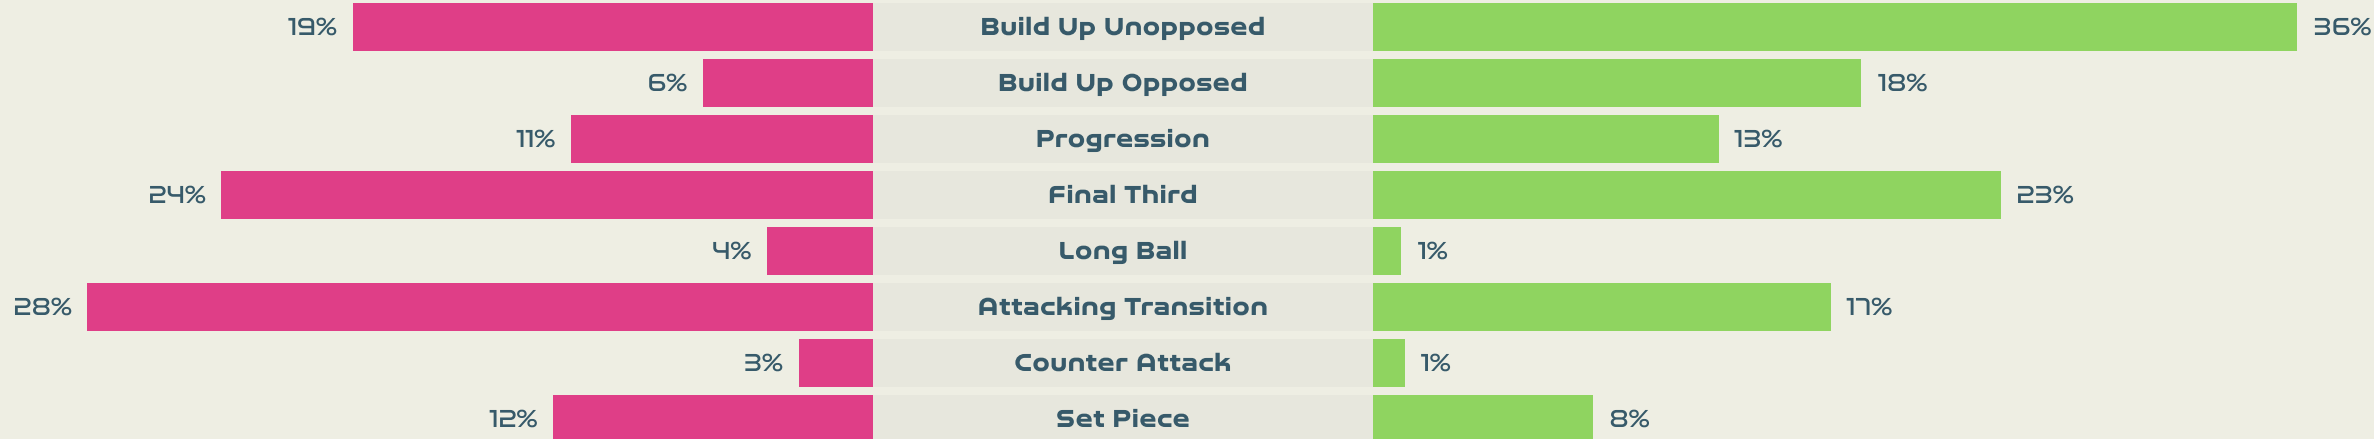 19% Build Up Unopposed 36%
6% Build Up Opposed 18%
11% Progression 13%
24% Final Third 23%
4% Long Ball 1%
28% Attacking Transition 17%
3% Counter Attack 1%
12% Set Piece 8%